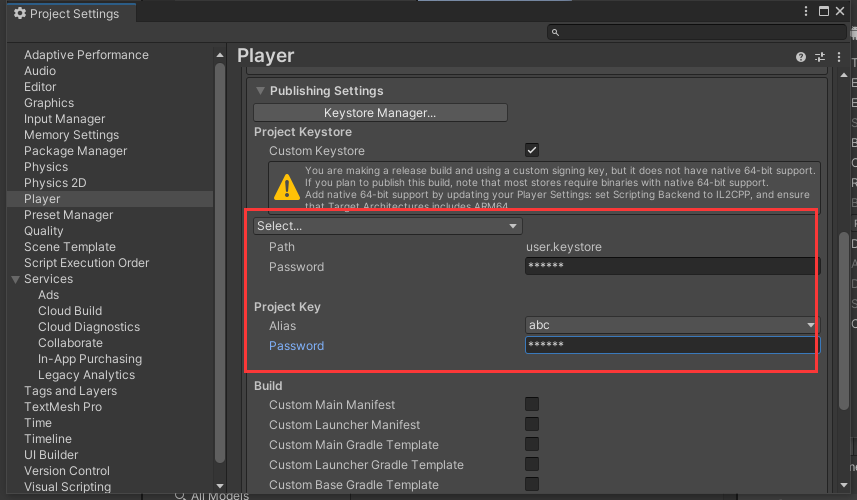 Project Settings
Adaptive Performance
Audio
Editor
Graphics
Input Manager
Memory Settings
Package Manager
Physics
Physics 2D
Player
Preset Manager
Quality
Scene Template
Script Execution Order
Services
Ads
Cloud Build
Cloud Diagnostics
Collaborate
In-App Purchasing
Legacy Analytics
Tags and Layers
TextMesh Pro
Time
Timeline
UI Builder
Version Control
Visual Scripting
Player
Publishing Settings
Keystore Manager...
Project Keystore
Custom Keystore
You are making a release build and using a custom signing key, but it does not have native 64-bit support.
If you plan to publish this build, note that most stores require binaries with native 64-bit support.
Add native 64-bit support by updating your Player Settings: set Scripting Backend to IL2CPP, and ensure
that Target Architectures includes ARM64.
Select...
Path user.keystore
Password ******
Project Key
Alias abc
Password ******
Build
Custom Main Manifest
Custom Launcher Manifest
Custom Main Gradle Template
Custom Launcher Gradle Template
Custom Base Gradle Template
All Models